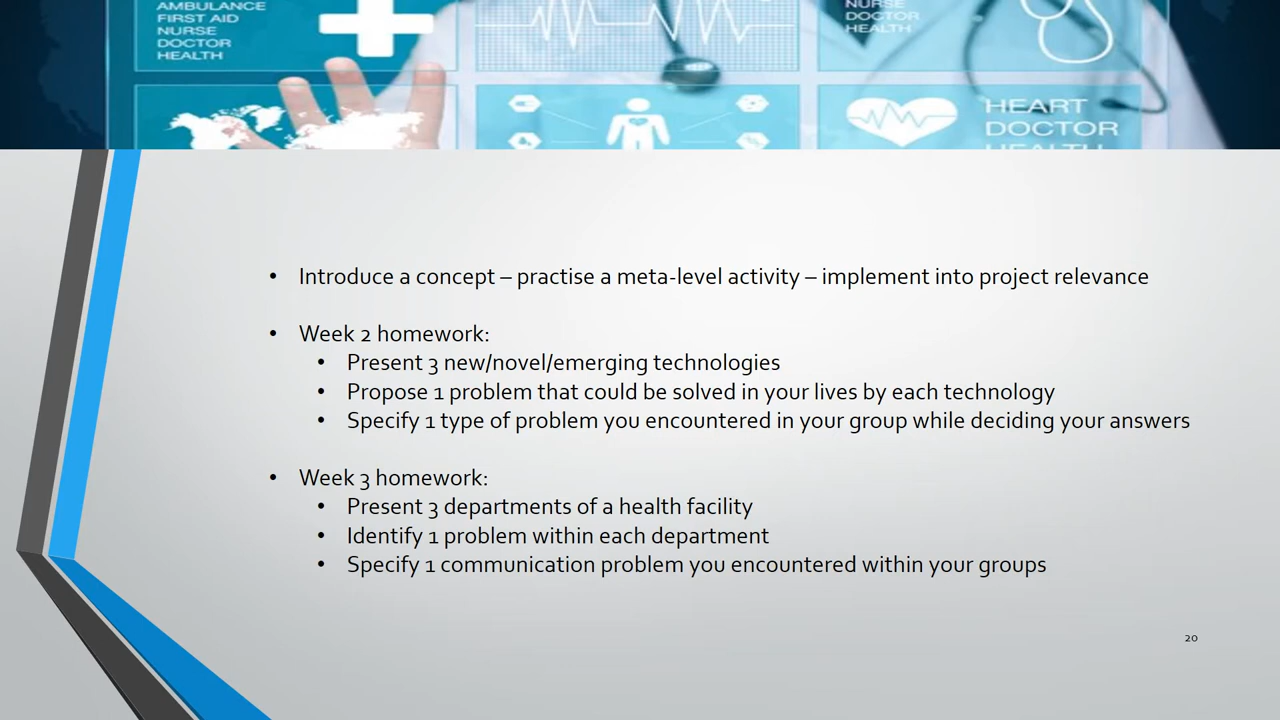 AMBULANCE
FIRST AID
NURSE
DOCTOR
HEALTH
NURSE
DOCTOR
HEALTH
HEART
DOCTOR
HEALTH
• Introduce a concept – practise a meta-level activity – implement into project relevance
• Week 2 homework:
• Present 3 new/novel/emerging technologies
• Propose 1 problem that could be solved in your lives by each technology
• Specify 1 type of problem you encountered in your group while deciding your answers
• Week 3 homework:
• Present 3 departments of a health facility
• Identify 1 problem within each department
• Specify 1 communication problem you encountered within your groups
20